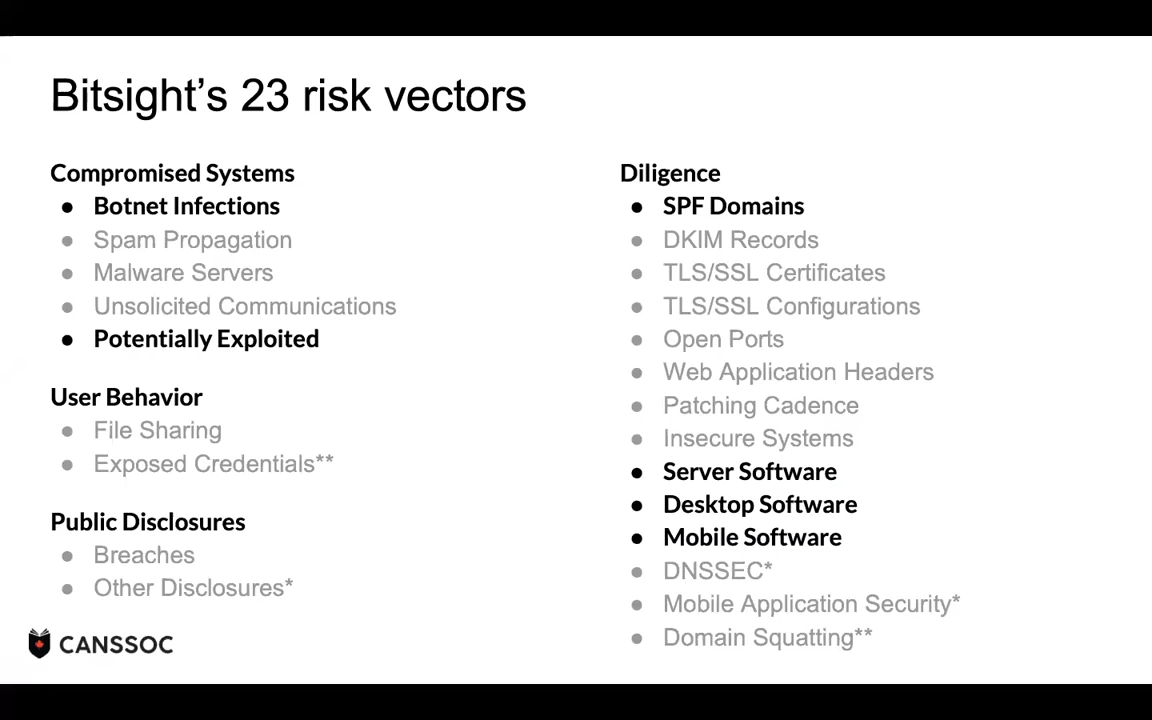 Bitsight’s 23 risk vectors
Compromised Systems
● Botnet Infections
● Spam Propagation
● Malware Servers
● Unsolicited Communications
● Potentially Exploited
User Behavior
● File Sharing
● Exposed Credentials**
Public Disclosures
● Breaches
● Other Disclosures*
Diligence
● SPF Domains
● DKIM Records
● TLS/SSL Certificates
● TLS/SSL Configurations
● Open Ports
● Web Application Headers
● Patching Cadence
● Insecure Systems
● Server Software
● Desktop Software
● Mobile Software
● DNSSEC*
● Mobile Application Security*
● Domain Squatting**
CANSSOC